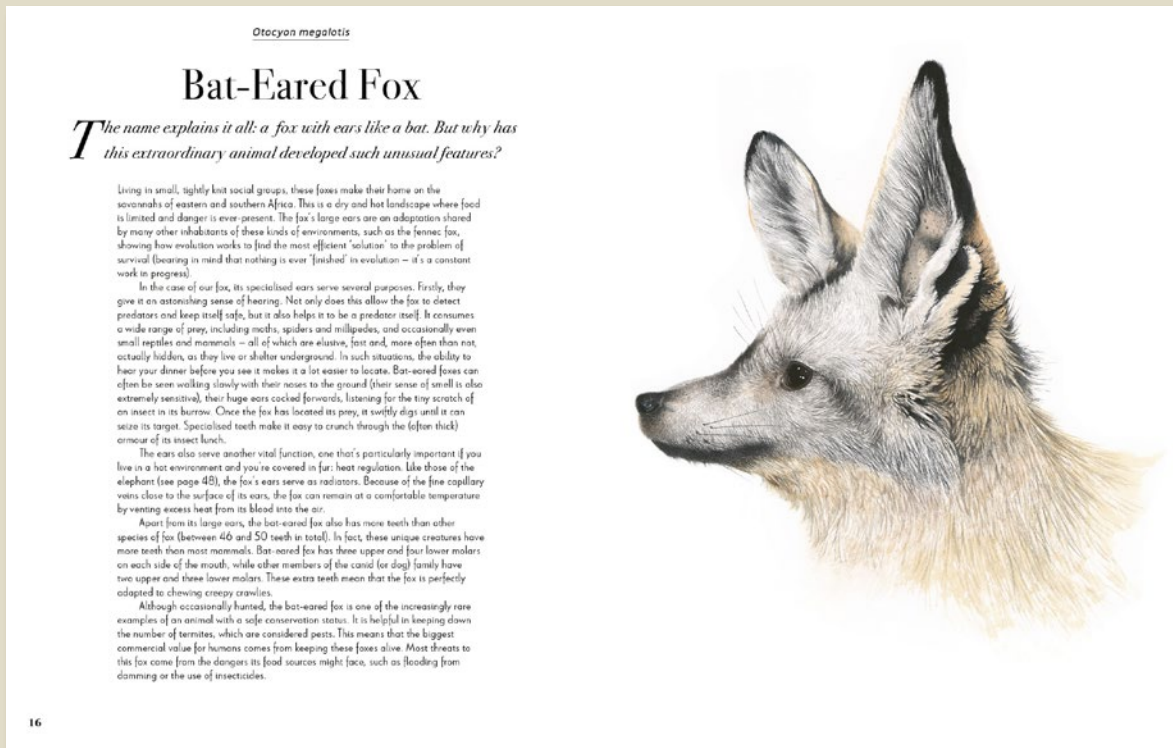 Otocyon megalotis
Bat-Eared Fox
The name explains it all: a fox with ears like a bat. But why has
this extraordinary animal developed such unusual features?
Living in small, tightly knit social groups, these foxes make their home on the
savannahs of eastern and southern Africa. This is a dry and hot landscape where food
is limited and danger is ever-present. The fox's large ears are an adaptation shared
by many other inhabitants of these kinds of environments, such as the fennec fox,
showing how evolution works to find the most efficient 'solution' to the problem of
survival (bearing in mind that nothing is ever 'finished' in evolution – it's a constant
work in progress).
In the case of our fox, its specialised ears serve several purposes. Firstly, they
give it an astonishing sense of hearing. Not only does this allow the fox to detect
predators and keep itself safe, but it also helps it to be a predator itself. It consumes
a wide range of prey, including moths, spiders and millipedes, and occasionally even
small reptiles and mammals – all of which are elusive, fast and, more often than not,
actually hidden, as they live or shelter underground. In such situations, the ability to
hear your dinner before you see it makes it a lot easier to locate. Bat-eared foxes can
often be seen walking slowly with their noses to the ground (their sense of smell is also
extremely sensitive), their huge ears cocked forwards, listening for the tiny scratch of
an insect in its burrow. Once the fox has located its prey, it swiftly digs until it can
seize its target. Specialised teeth make it easy to crunch through the (often thick)
armour of its insect lunch.
The ears also serve another vital function, one that's particularly important if you
live in a hot environment and you're covered in fur: heat regulation. Like those of the
elephant (see page 48), the fox's ears serve as radiators. Because of the fine capillary
veins close to the surface of its ears, the fox can remain at a comfortable temperature
by venting excess heat from its blood into the air.
Apart from its large ears, the bat-eared fox also has more teeth than other
species of fox (between 46 and 50 teeth in total). In fact, these unique creatures have
more teeth than most mammals. Bat-eared fox has three upper and four lower molars
on each side of the mouth, while other members of the canid (or dog) family have
two upper and three lower molars. These extra teeth mean that the fox is perfectly
adapted to chewing creepy crawlies.
Although occasionally hunted, the bat-eared fox is one of the increasingly rare
examples of an animal with a safe conservation status. It is helpful in keeping down
the number of termites, which are considered pests. This means that the biggest
commercial value for humans comes from keeping these foxes alive. Most threats to
this fox come from the dangers its food sources might face, such as flooding from
damming or the use of insecticides.
16